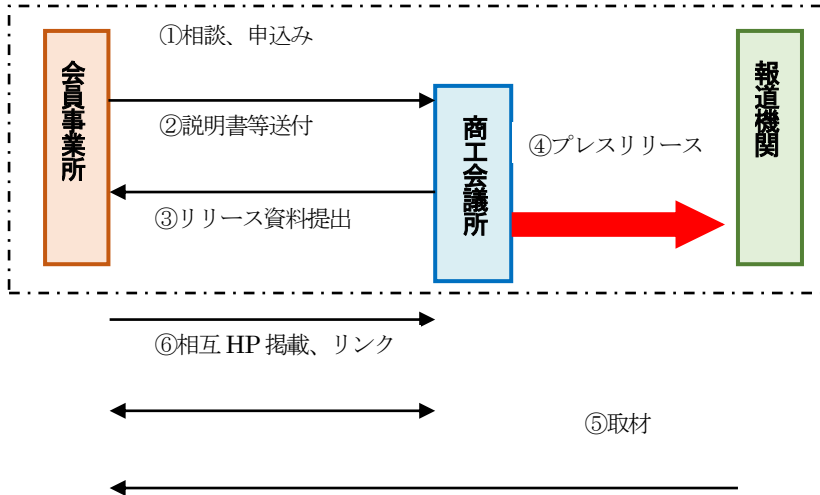 ①相談、申込み
会員事業所
②説明書等送付
商工会議所
④プレスリリース
報道機関
③リリース資料提出
⑥相互 HP 掲載、リンク
⑤取材